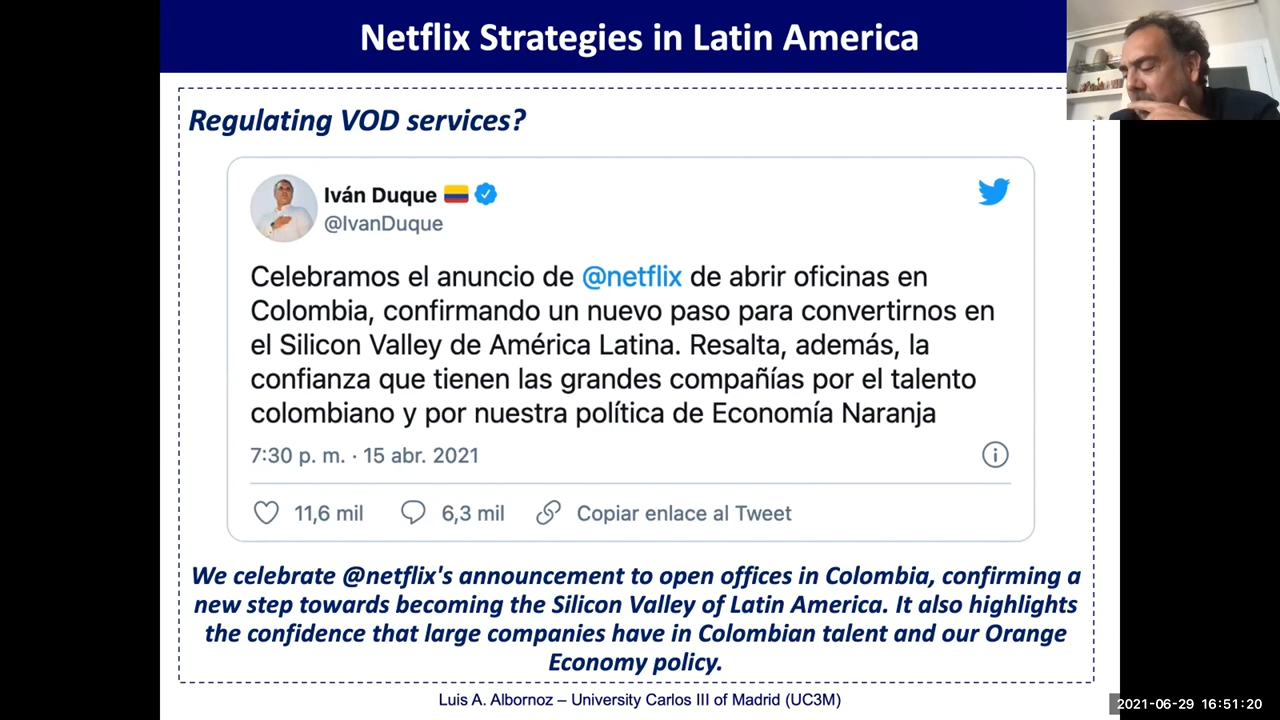 Netflix Strategies in Latin America
Regulating VOD services?
Iván Duque
@IvanDuque
Celebramos el anuncio de @netflix de abrir oficinas en
Colombia, confirmando un nuevo paso para convertirnos en
el Silicon Valley de América Latina. Resalta, además, la
confianza que tienen las grandes compañías por el talento
colombiano y por nuestra política de Economía Naranja
7:30 p. m. · 15 abr. 2021
11,6 mil 6,3 mil Copiar enlace al Tweet
We celebrate @netflix's announcement to open offices in Colombia, confirming a
new step towards becoming the Silicon Valley of Latin America. It also highlights
the confidence that large companies have in Colombian talent and our Orange
Economy policy.
Luis A. Albornoz – University Carlos III of Madrid (UC3M)
2021-06-29 16:51:20